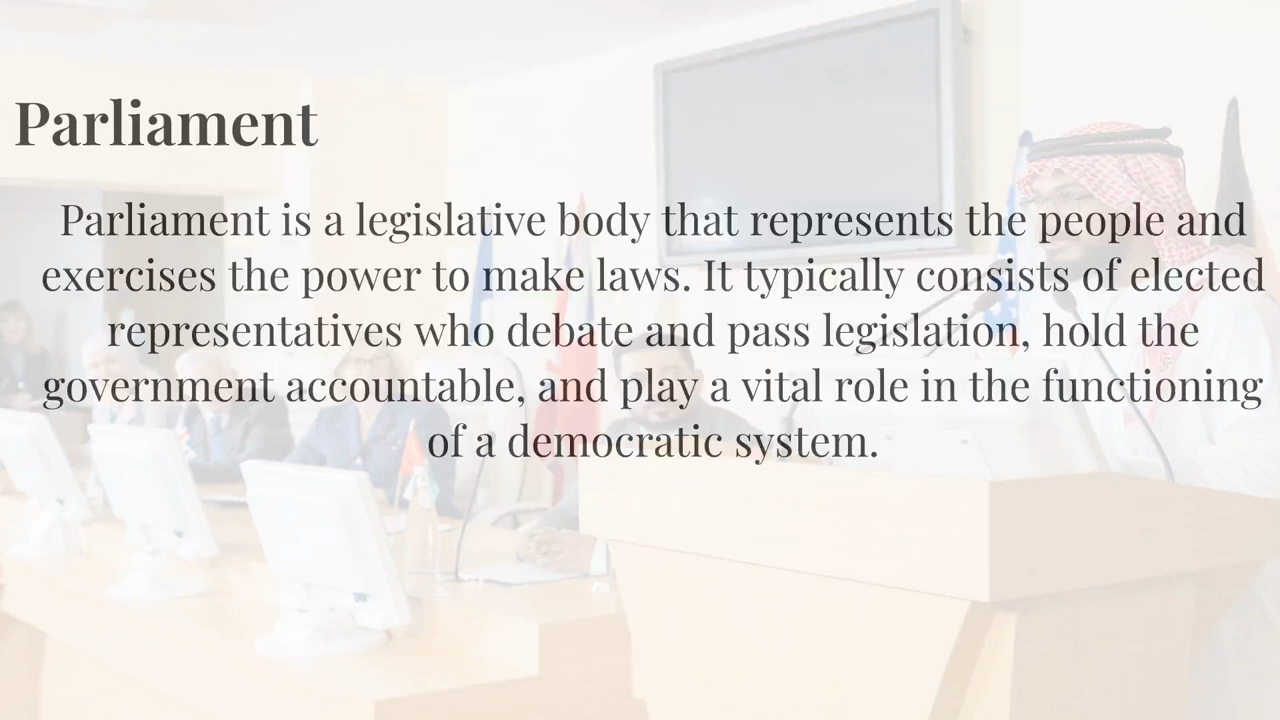 Parliament
Parliament is a legislative body that represents the people and
exercises the power to make laws. It typically consists of elected
representatives who debate and pass legislation, hold the
government accountable, and play a vital role in the functioning
of a democratic system.